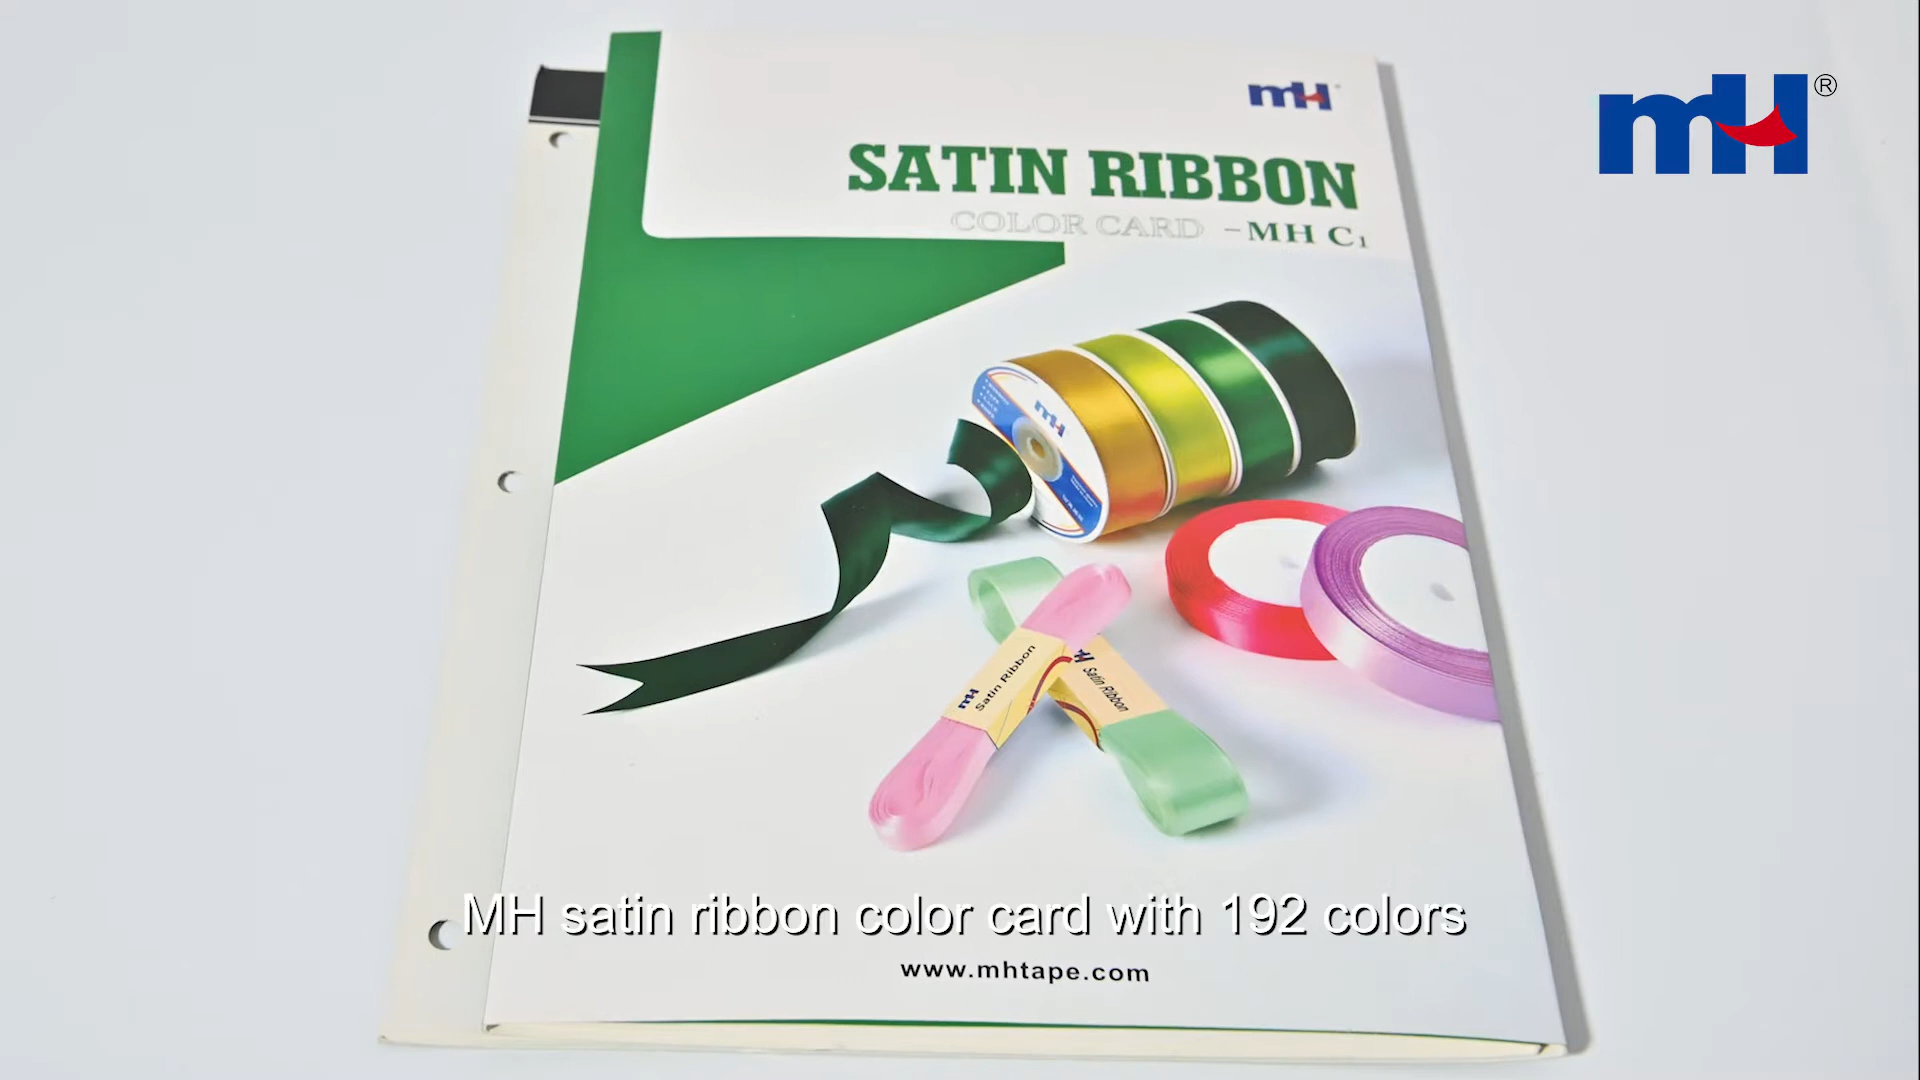 mH
mH®
SATIN RIBBON
COLOR CARD -MH C1
mH
mH Satin Ribbon
mH Satin Ribbon
MH satin ribbon color card with 192 colors
www.mhtape.com